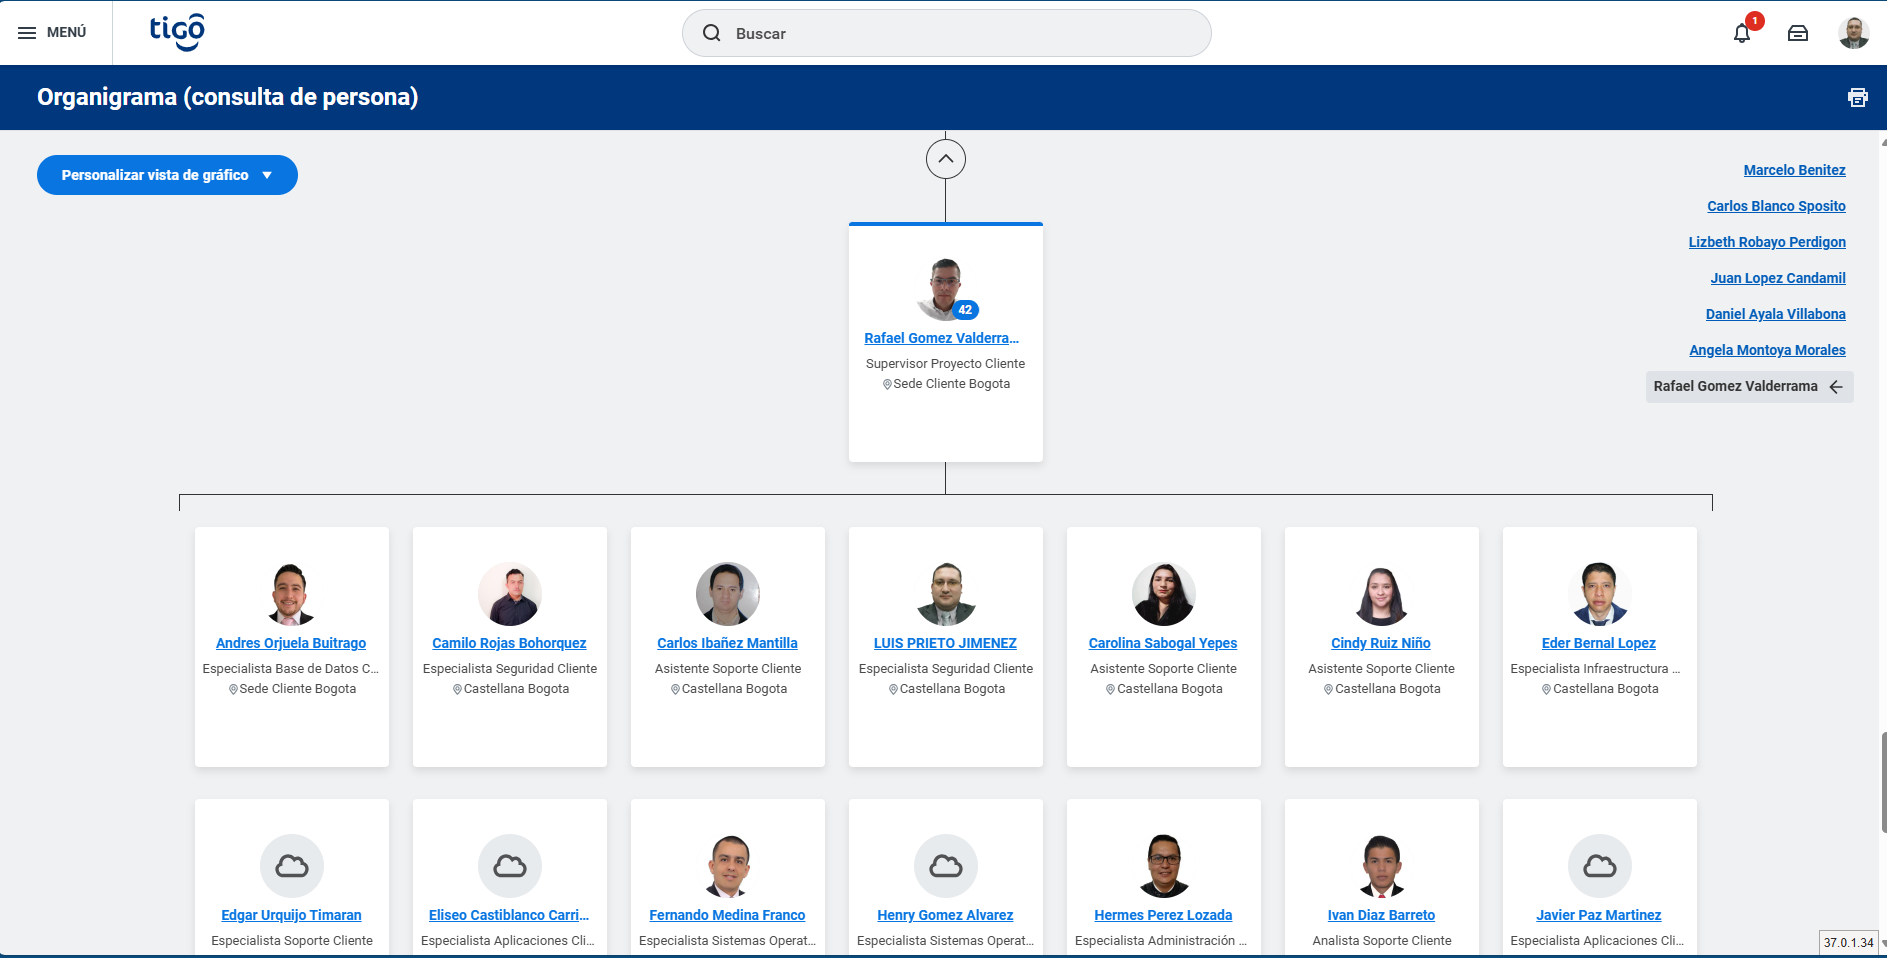 MENÚ
tigo
Buscar
1
Organigrama (consulta de persona)
Personalizar vista de gráfico
Marcelo Benitez
Carlos Blanco Sposito
Lizbeth Robayo Perdigon
Juan Lopez Candamil
Daniel Ayala Villabona
Angela Montoya Morales
Rafael Gomez Valderrama
42
Rafael Gomez Valderra...
Supervisor Proyecto Cliente
Sede Cliente Bogota
Andres Orjuela Buitrago
Especialista Base de Datos C...
Sede Cliente Bogota
Camilo Rojas Bohorquez
Especialista Seguridad Cliente
Castellana Bogota
Carlos Ibañez Mantilla
Asistente Soporte Cliente
Castellana Bogota
LUIS PRIETO JIMENEZ
Especialista Seguridad Cliente
Castellana Bogota
Carolina Sabogal Yepes
Asistente Soporte Cliente
Castellana Bogota
Cindy Ruiz Niño
Asistente Soporte Cliente
Castellana Bogota
Eder Bernal Lopez
Especialista Infraestructura ...
Castellana Bogota
Edgar Urquijo Timaran
Especialista Soporte Cliente
Eliseo Castiblanco Carri...
Especialista Aplicaciones Cli...
Fernando Medina Franco
Especialista Sistemas Operat...
Henry Gomez Alvarez
Especialista Sistemas Operat...
Hermes Perez Lozada
Especialista Administración ...
Ivan Diaz Barreto
Analista Soporte Cliente
Javier Paz Martinez
Especialista Aplicaciones Cli...
37.0.1.34